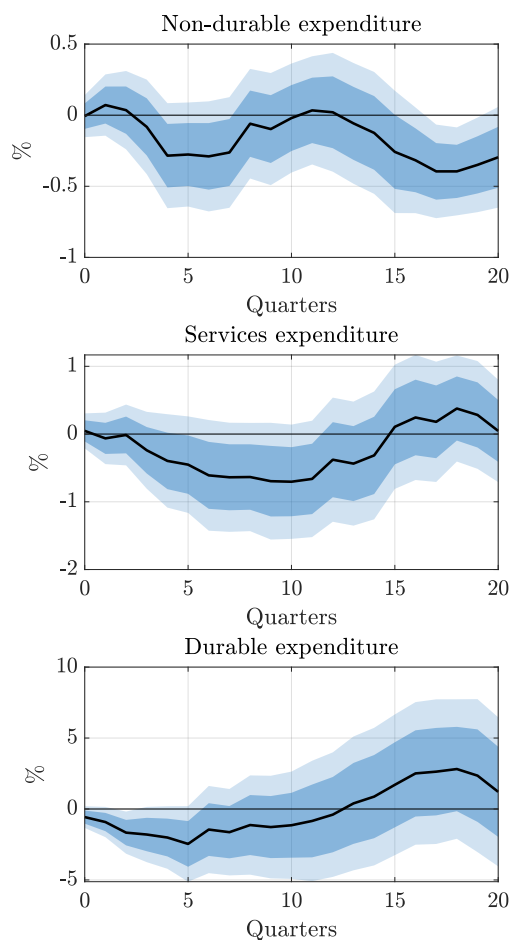 Non-durable expenditure
0.5
0
-0.5
-1
%
0 5 10 15 20
Quarters
Services expenditure
1
0
-1
-2
%
0 5 10 15 20
Quarters
Durable expenditure
10
5
0
-5
%
0 5 10 15 20
Quarters